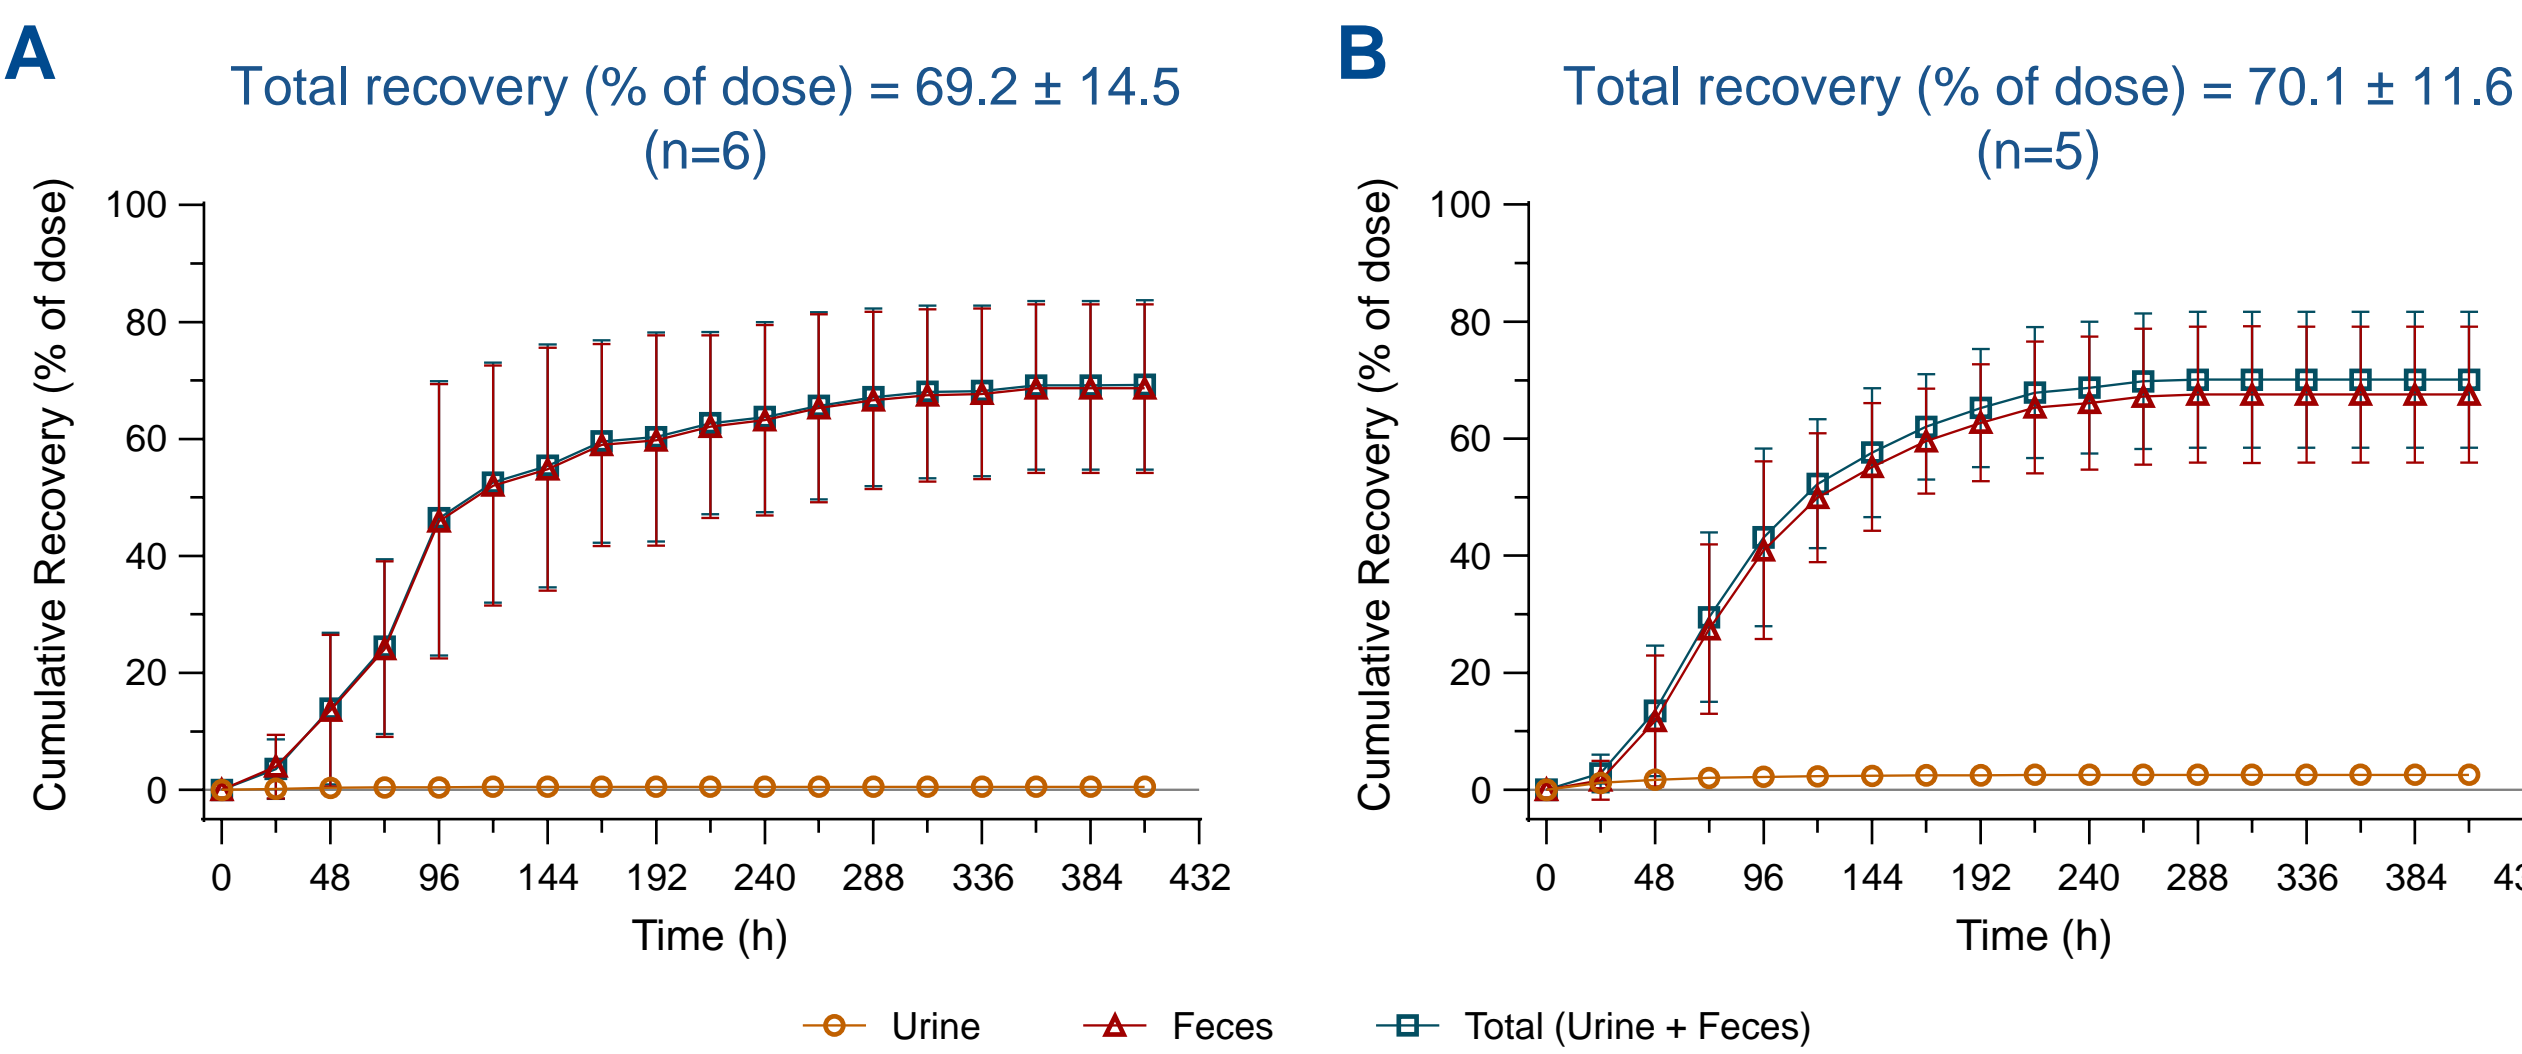 A
Total recovery (% of dose) = 69.2 ± 14.5
(n=6)
Cumulative Recovery (% of dose)
100
80
60
40
20
0
0 48 96 144 192 240 288 336 384 432
Time (h)
B
Total recovery (% of dose) = 70.1 ± 11.6
(n=5)
Cumulative Recovery (% of dose)
100
80
60
40
20
0
0 48 96 144 192 240 288 336 384
Time (h)
Urine Feces Total (Urine + Feces)